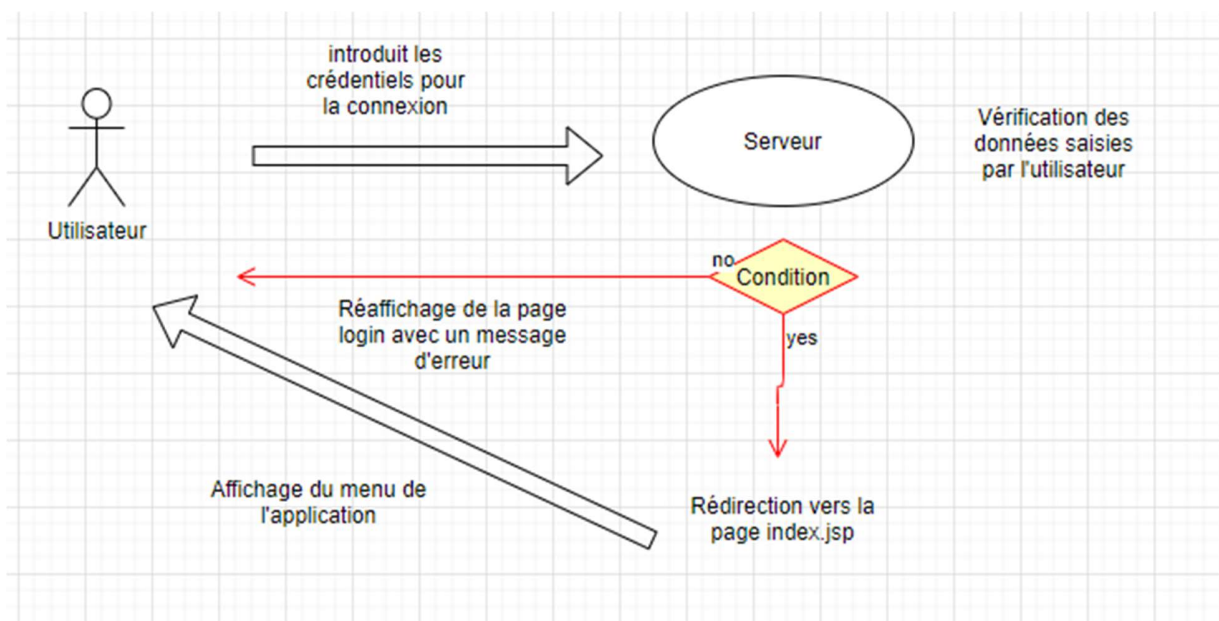 introduit les
crédentiels pour
la connexion
Utilisateur
Serveur
Vérification des
données saisies
par l'utilisateur
no
Condition
yes
Réaffichage de la page
login avec un message
d'erreur
Affichage du menu de
l'application
Rédirection vers la
page index.jsp